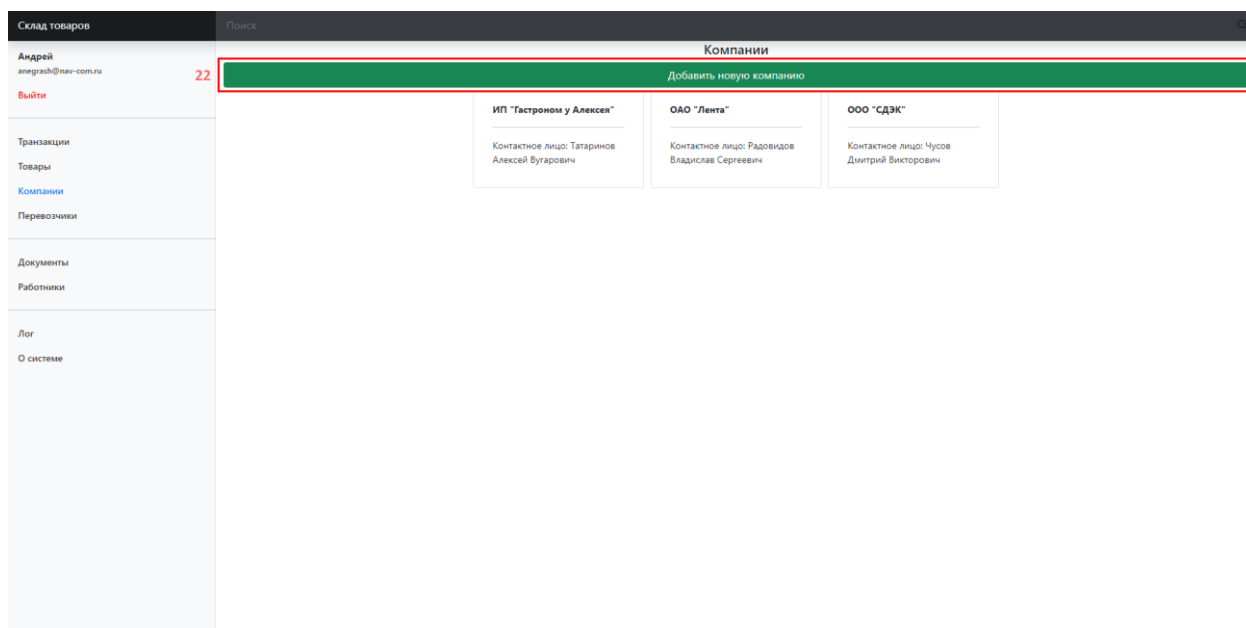 Склад товаров
Поиск
Андрей
anegrash@nav-com.ru
Выйти
Транзакции
Товары
Компании
Перевозчики
Документы
Работники
Лог
О системе
Компании
22
Добавить новую компанию
ИП "Гастроном у Алексея"
Контактное лицо: Татаринов
Алексей Вугарович
ОАО "Лента"
Контактное лицо: Радовидов
Владислав Сергеевич
ООО "СДЭК"
Контактное лицо: Чусов
Дмитрий Викторович